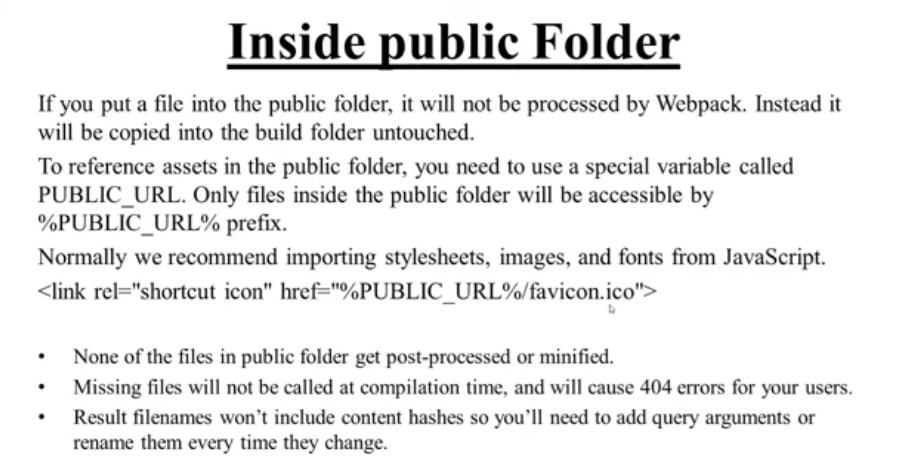 Inside public Folder
If you put a file into the public folder, it will not be processed by Webpack. Instead it
will be copied into the build folder untouched.
To reference assets in the public folder, you need to use a special variable called
PUBLIC_URL. Only files inside the public folder will be accessible by
%PUBLIC_URL% prefix.
Normally we recommend importing stylesheets, images, and fonts from JavaScript.
<link rel="shortcut icon" href="%PUBLIC_URL%/favicon.ico">
• None of the files in public folder get post-processed or minified.
• Missing files will not be called at compilation time, and will cause 404 errors for your users.
• Result filenames won’t include content hashes so you’ll need to add query arguments or
rename them every time they change.